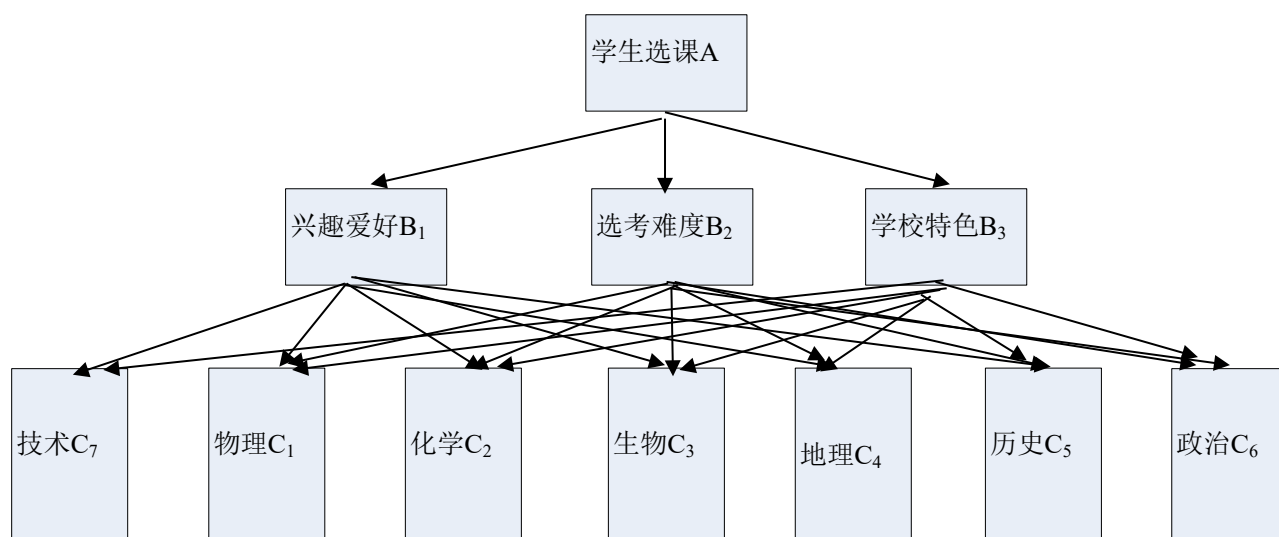 学生选课A
兴趣爱好B₁
选考难度B₂
学校特色B₃
技术C₇
物理C₁
化学C₂
生物C₃
地理C₄
历史C₅
政治C₆